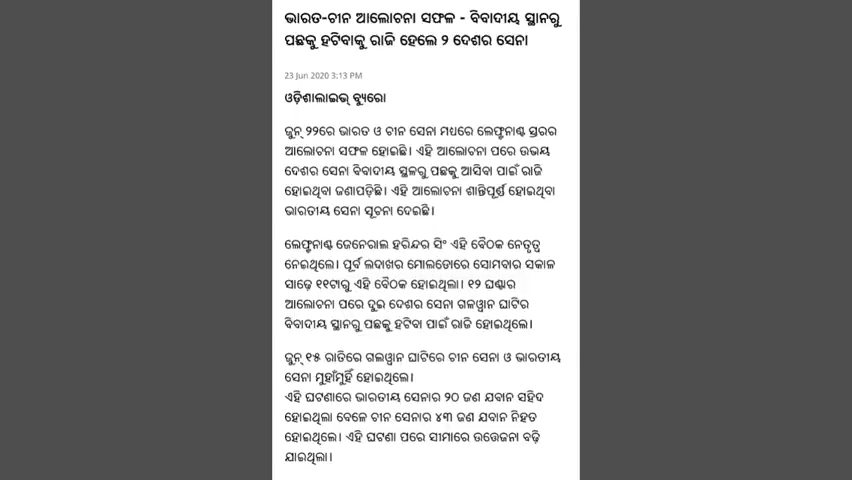 ଭାରତ-ଚୀନ ଆଲୋଚନା ସଫଳ - ବିବାଦୀୟ ସ୍ଥାନରୁ
ପଛକୁ ହଟିବାକୁ ରାଜି ହେଲେ ୨ ଦେଶର ସେନା
23 Jun 2020 3:13 PM
ଓଡ଼ିଶାଲାଇଭ୍ ବ୍ୟୁରୋ
ଜୁନ୍ ୨୨ରେ ଭାରତ ଓ ଚୀନ ସେନା ମଧ୍ୟରେ ଲେଫ୍ଟନାଣ୍ଟ ସ୍ତରର
ଆଲୋଚନା ସଫଳ ହୋଇଛି। ଏହି ଆଲୋଚନା ପରେ ଉଭୟ
ଦେଶର ସେନା ବିବାଦୀୟ ସ୍ଥଳରୁ ପଛକୁ ଆସିବା ପାଇଁ ରାଜି
ହୋଇଥିବା ଜଣାପଡ଼ିଛି। ଏହି ଆଲୋଚନା ଶାନ୍ତିପୂର୍ଣ୍ଣ ହୋଇଥିବା
ଭାରତୀୟ ସେନା ସୂଚନା ଦେଇଛି।
ଲେଫ୍ଟନାଣ୍ଟ ଜେନେରାଲ ହରିନ୍ଦର ସିଂ ଏହି ବୈଠକ ନେତୃତ୍ୱ
ନେଇଥିଲେ। ପୂର୍ବ ଲଦାଖର ମୋଲଡୋରେ ସୋମବାର ସକାଳ
ସାଢ଼େ ୧୧ଟାରୁ ଏହି ବୈଠକ ହୋଇଥିଲା। ୧୨ ଘଣ୍ଟାର
ଆଲୋଚନା ପରେ ଦୁଇ ଦେଶର ସେନା ଗଲୱାନ ଘାଟିର
ବିବାଦୀୟ ସ୍ଥାନରୁ ପଛକୁ ହଟିବା ପାଇଁ ରାଜି ହୋଇଥିଲେ।
ଜୁନ୍ ୧୫ ରାତିରେ ଗଲୱାନ ଘାଟିରେ ଚୀନ ସେନା ଓ ଭାରତୀୟ
ସେନା ମୁହାଁମୁହିଁ ହୋଇଥିଲେ।
ଏହି ଘଟଣାରେ ଭାରତୀୟ ସେନାର ୨୦ ଜଣ ଯବାନ ସହିଦ
ହୋଇଥିଲା ବେଳେ ଚୀନ ସେନାର ୪୩ ଜଣ ଯବାନ ନିହତ
ହୋଇଥିଲେ। ଏହି ଘଟଣା ପରେ ସୀମାରେ ଉତ୍ତେଜନା ବଢ଼ି
ଯାଇଥିଲା।